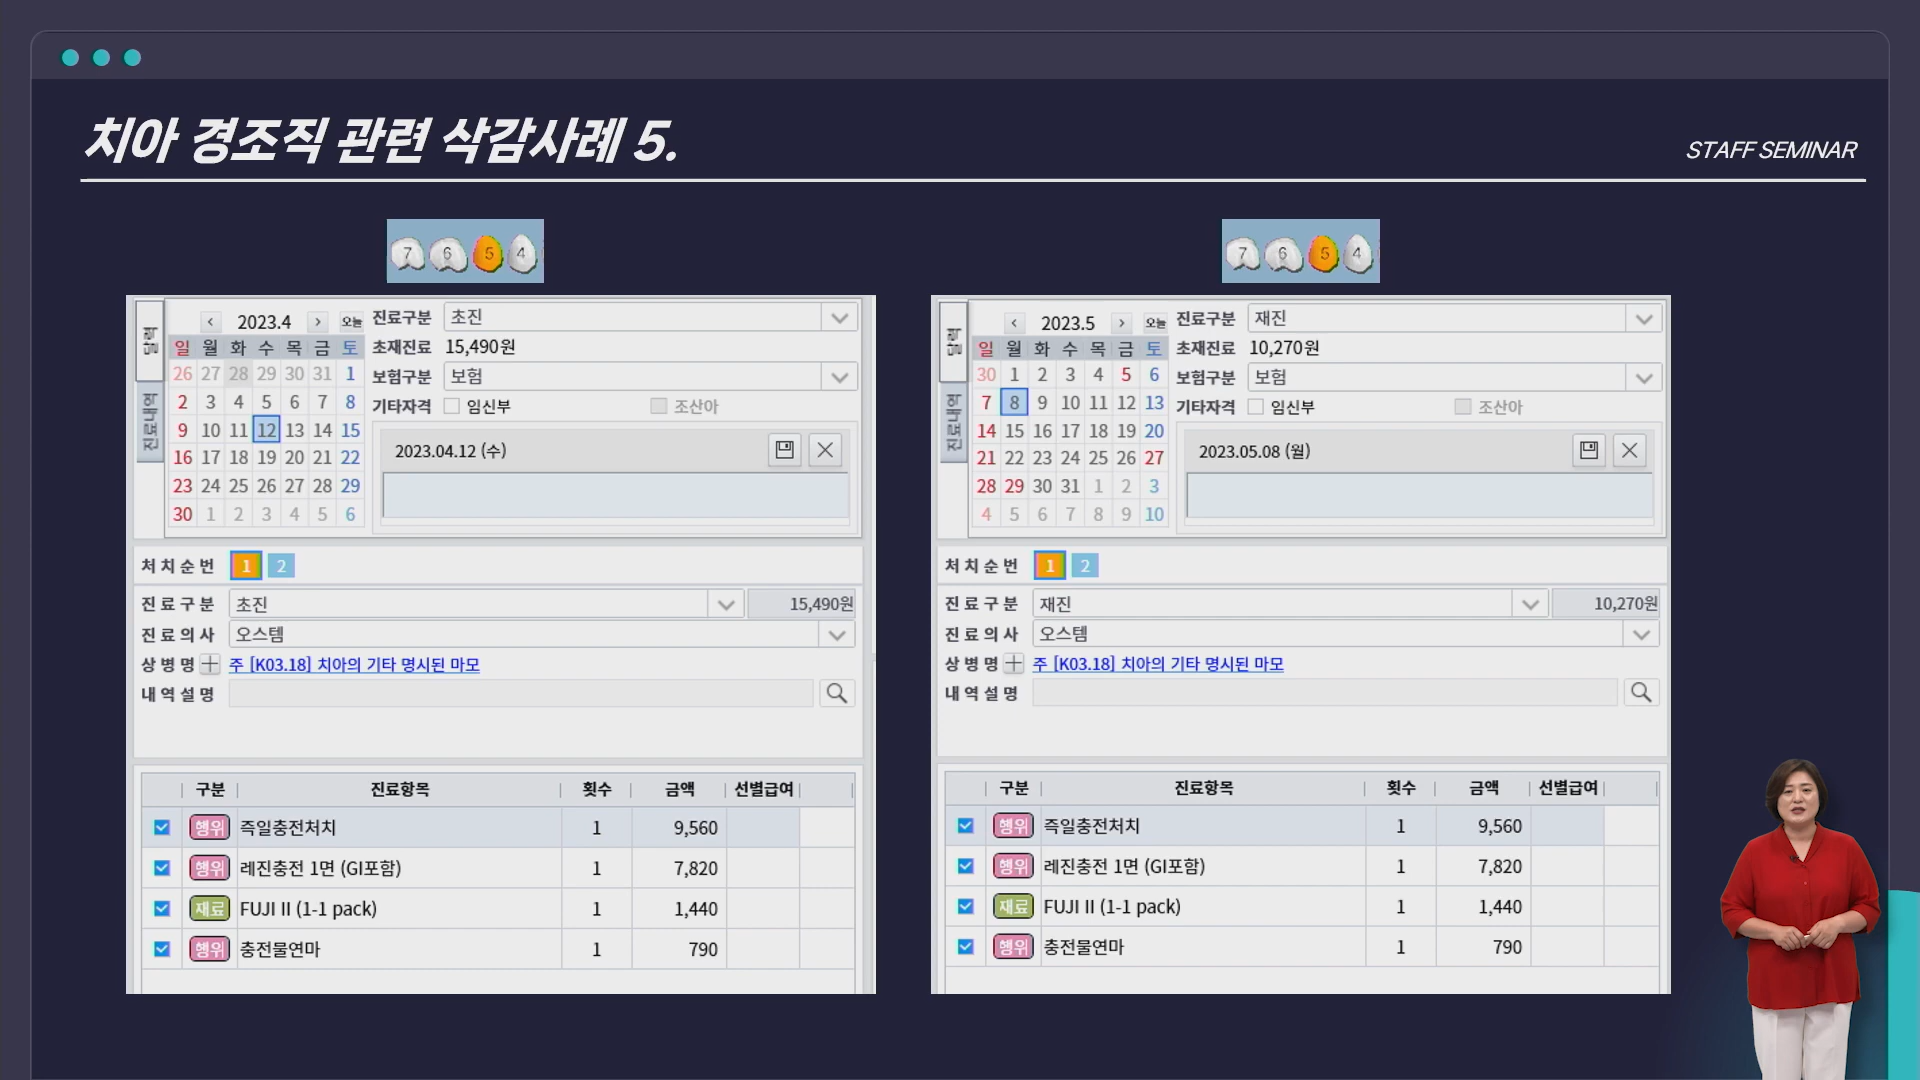 치아 경조직 관련 삭감사례 5.
STAFF SEMINAR
7 6 5 4
달력
진료내역
2023.4 오늘
일 월 화 수 목 금 토
26 27 28 29 30 31 1
2 3 4 5 6 7 8
9 10 11 12 13 14 15
16 17 18 19 20 21 22
23 24 25 26 27 28 29
30 1 2 3 4 5 6
진료구분 초진
초재진료 15,490원
보험구분 보험
기타자격 임신부 조산아
2023.04.12 (수)
처치순번 1 2
진료구분 초진 15,490원
진료의사 오스템
상병명 주 [K03.18] 치아의 기타 명시된 마모
내역설명
구분 진료항목 횟수 금액 선별급여
행위 즉일충전처치 1 9,560
행위 레진충전 1면 (GI포함) 1 7,820
재료 FUJI II (1-1 pack) 1 1,440
행위 충전물연마 1 790
7 6 5 4
달력
진료내역
2023.5 오늘
일 월 화 수 목 금 토
30 1 2 3 4 5 6
7 8 9 10 11 12 13
14 15 16 17 18 19 20
21 22 23 24 25 26 27
28 29 30 31 1 2 3
4 5 6 7 8 9 10
진료구분 재진
초재진료 10,270원
보험구분 보험
기타자격 임신부 조산아
2023.05.08 (월)
처치순번 1 2
진료구분 재진 10,270원
진료의사 오스템
상병명 주 [K03.18] 치아의 기타 명시된 마모
내역설명
구분 진료항목 횟수 금액 선별급여
행위 즉일충전처치 1 9,560
행위 레진충전 1면 (GI포함) 1 7,820
재료 FUJI II (1-1 pack) 1 1,440
행위 충전물연마 1 790